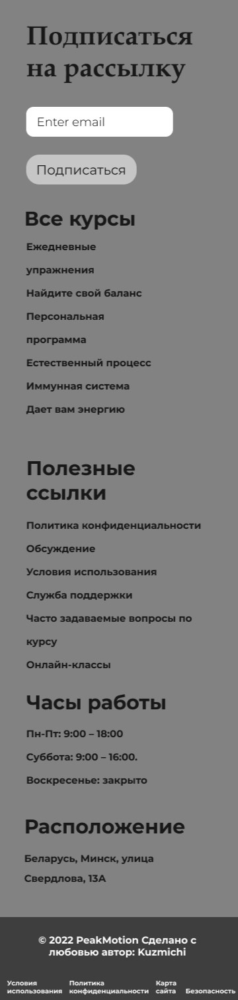 Подписаться
на рассылку
Enter email
Подписаться
Все курсы
Ежедневные
упражнения
Найдите свой баланс
Персональная
программа
Естественный процесс
Иммунная система
Дает вам энергию
Полезные
ссылки
Политика конфиденциальности
Обсуждение
Условия использования
Служба поддержки
Часто задаваемые вопросы по
курсу
Онлайн-классы
Часы работы
Пн-Пт: 9:00 – 18:00
Суббота: 9:00 – 16:00.
Воскресенье: закрыто
Расположение
Беларусь, Минск, улица
Свердлова, 13А
© 2022 PeakMotion Сделано с
любовью автор: Kuzmichi
Условия
использования
Политика
конфиденциальности
Карта
сайта
Безопасность